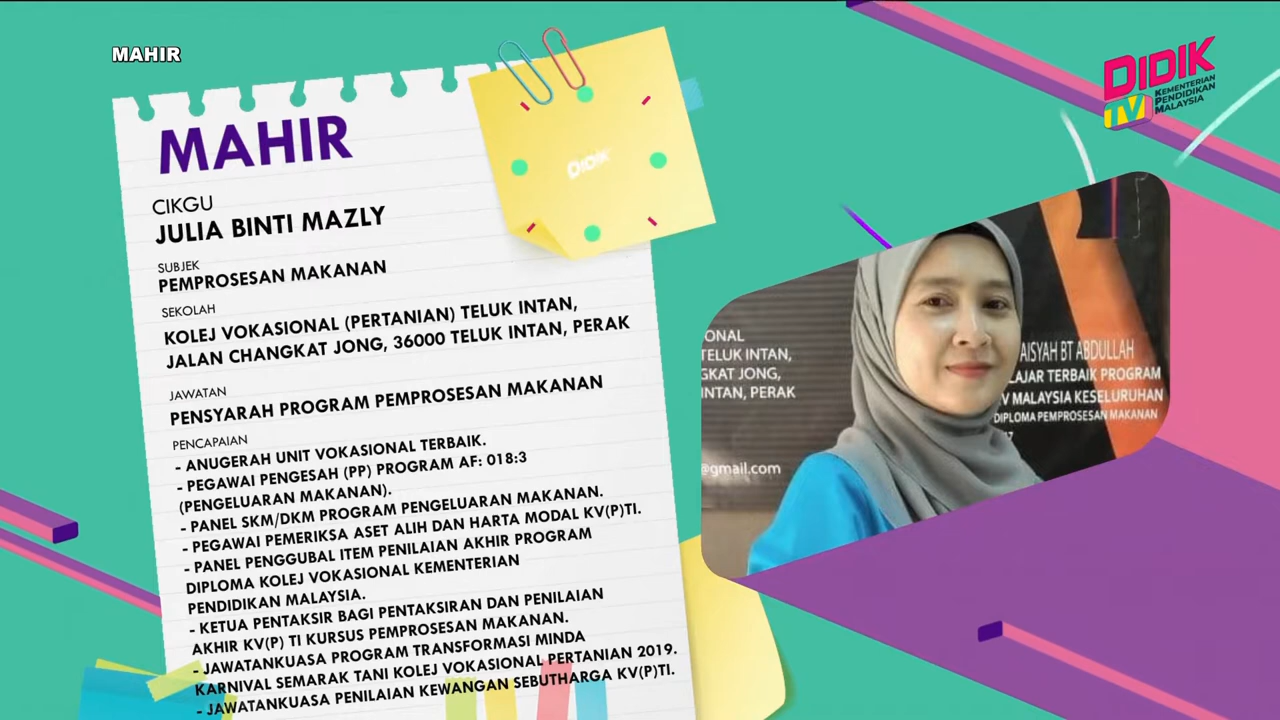 MAHIR
DIDIK
TV
KEMENTERIAN
PENDIDIKAN
MALAYSIA
MAHIR
CIKGU
JULIA BINTI MAZLY
SUBJEK
PEMPROSESAN MAKANAN
SEKOLAH
KOLEJ VOKASIONAL (PERTANIAN) TELUK INTAN,
JALAN CHANGKAT JONG, 36000 TELUK INTAN, PERAK
JAWATAN
PENSYARAH PROGRAM PEMPROSESAN MAKANAN
PENCAPAIAN
- ANUGERAH UNIT VOKASIONAL TERBAIK.
- PEGAWAI PENGESAH (PP) PROGRAM AF: 018:3
(PENGELUARAN MAKANAN).
- PANEL SKM/DKM PROGRAM PENGELUARAN MAKANAN.
- PEGAWAI PEMERIKSA ASET ALIH DAN HARTA MODAL KV(P)TI.
- PANEL PENGGUBAL ITEM PENILAIAN AKHIR PROGRAM
DIPLOMA KOLEJ VOKASIONAL KEMENTERIAN
PENDIDIKAN MALAYSIA.
- KETUA PENTAKSIR BAGI PENTAKSIRAN DAN PENILAIAN
AKHIR KV(P) TI KURSUS PEMPROSESAN MAKANAN.
- JAWATANKUASA PROGRAM TRANSFORMASI MINDA
KARNIVAL SEMARAK TANI KOLEJ VOKASIONAL PERTANIAN 2019.
- JAWATANKUASA PENILAIAN KEWANGAN SEBUTHARGA KV(P)TI.
DIDIK
ONAL
TELUK INTAN,
GKAT JONG,
INTAN, PERAK
@gmail.com
AISYAH BT ABDULLAH
LAJAR TERBAIK PROGRAM
KV MALAYSIA KESELURUHAN
DIPLOMA PEMPROSESAN MAKANAN